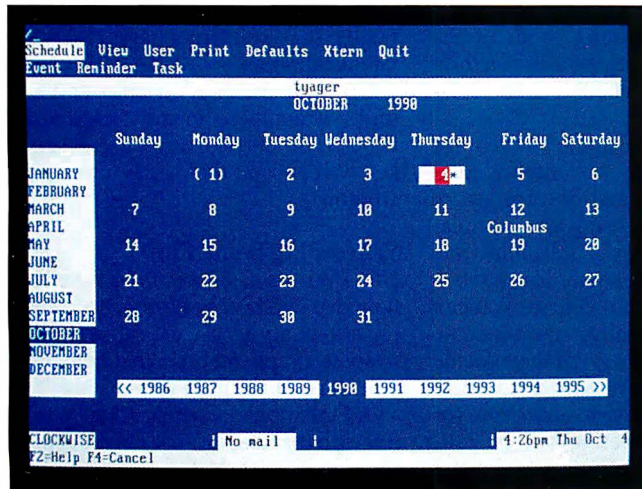 /_
Schedule View User Print Defaults Xtern Quit
Event Reminder Task
tyager
OCTOBER 1990
Sunday Monday Tuesday Wednesday Thursday Friday Saturday
JANUARY ( 1) 2 3 4* 5 6
FEBRUARY
MARCH 7 8 9 10 11 12 13
APRIL Columbus
MAY 14 15 16 17 18 19 20
JUNE
JULY 21 22 23 24 25 26 27
AUGUST
SEPTEMBER 28 29 30 31
OCTOBER
NOVEMBER
DECEMBER
<< 1986 1987 1988 1989 1990 1991 1992 1993 1994 1995 >>
CLOCKWISE | No mail | | 4:26pm Thu Oct 4
F2=Help F4=Cancel